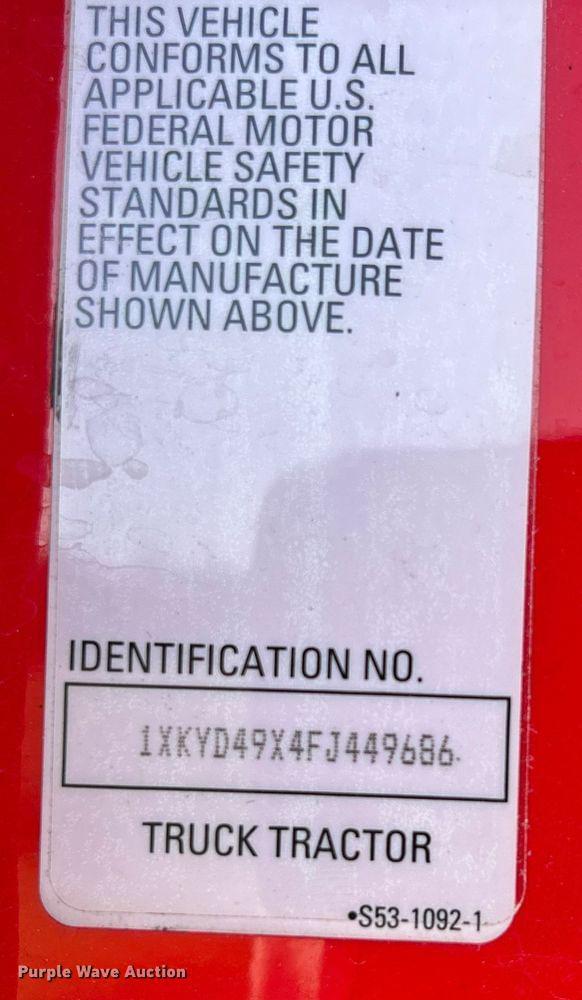 THIS VEHICLE
CONFORMS TO ALL
APPLICABLE U.S.
FEDERAL MOTOR
VEHICLE SAFETY
STANDARDS IN
EFFECT ON THE DATE
OF MANUFACTURE
SHOWN ABOVE.
IDENTIFICATION NO.
1XKYD49X4FJ449686
TRUCK TRACTOR
•S53-1092-1
Purple Wave Auction